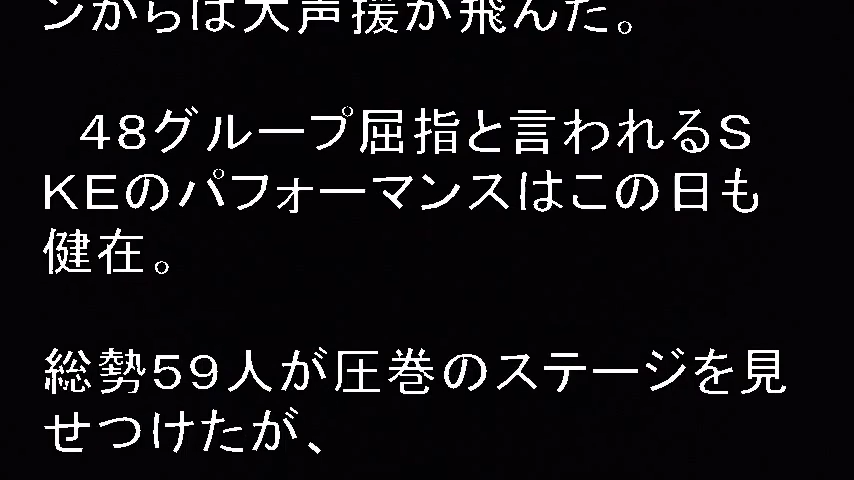 ンからは大声援が飛んだ。
４８グループ屈指と言われるＳ
ＫＥのパフォーマンスはこの日も
健在。
総勢５９人が圧巻のステージを見
せつけたが、